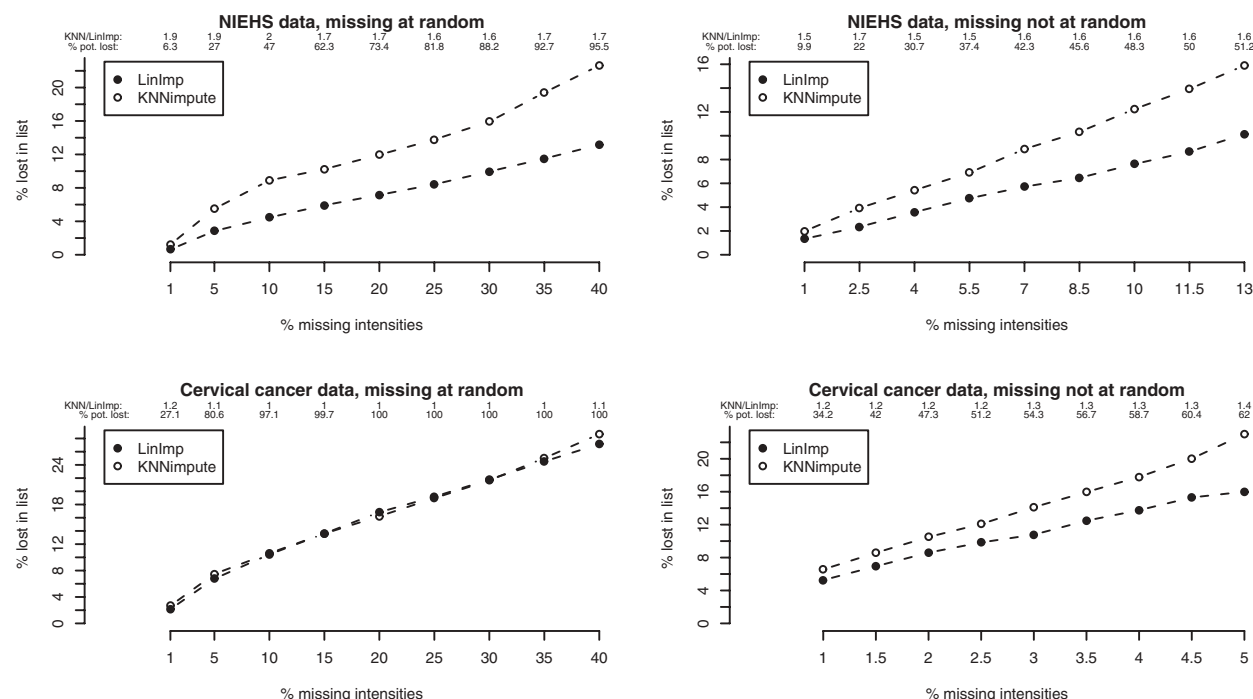 NIEHS data, missing at random
KNN/LinImp: 1.9 1.9 2 1.7 1.7 1.6 1.6 1.7 1.7
% pot. lost: 6.3 27 47 62.3 73.4 81.8 88.2 92.7 95.5
LinImp
KNNimpute
% lost in list
0 4 8 12 16 20
1 5 10 15 20 25 30 35 40
% missing intensities
NIEHS data, missing not at random
KNN/LinImp: 1.5 1.7 1.5 1.5 1.6 1.6 1.6 1.6 1.6
% pot. lost: 9.9 22 30.7 37.4 42.3 45.6 48.3 50 51.2
LinImp
KNNimpute
% lost in list
0 2 4 6 8 12 16
1 2.5 4 5.5 7 8.5 10 11.5 13
% missing intensities
Cervical cancer data, missing at random
KNN/LinImp: 1.2 1.1 1 1 1 1 1 1 1.1
% pot. lost: 27.1 80.6 97.1 99.7 100 100 100 100 100
LinImp
KNNimpute
% lost in list
0 4 8 12 18 24
1 5 10 15 20 25 30 35 40
% missing intensities
Cervical cancer data, missing not at random
KNN/LinImp: 1.2 1.2 1.2 1.2 1.3 1.3 1.3 1.3 1.4
% pot. lost: 34.2 42 47.3 51.2 54.3 56.7 58.7 60.4 62
LinImp
KNNimpute
% lost in list
0 4 8 12 16 20
1 1.5 2 2.5 3 3.5 4 4.5 5
% missing intensities